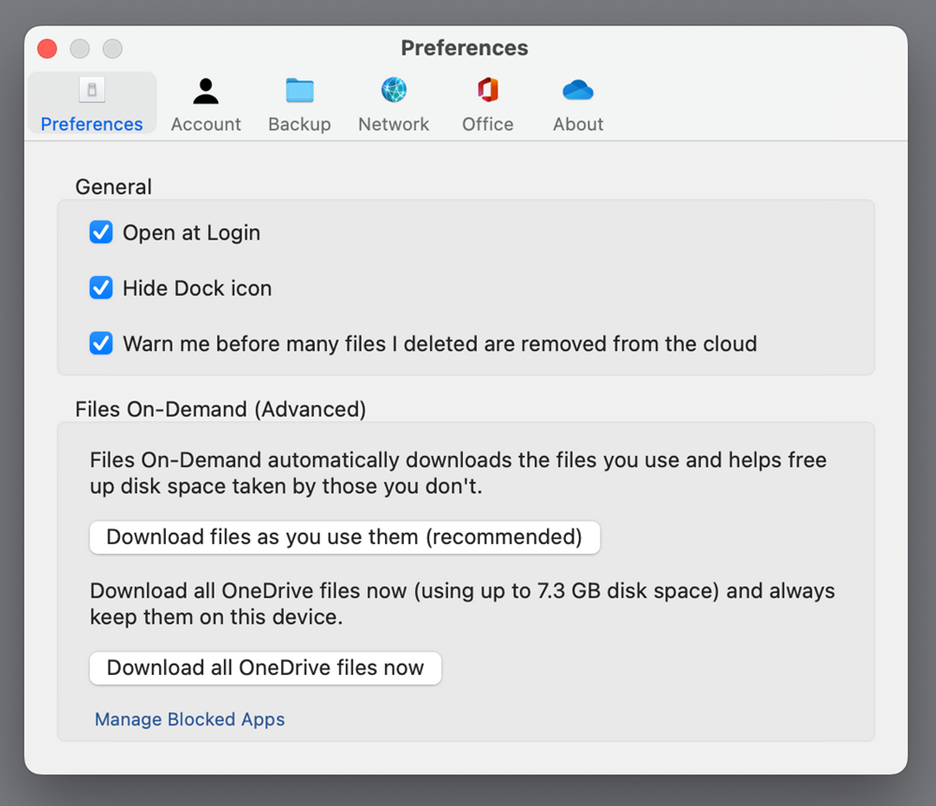 Preferences
Preferences
Account
Backup
Network
Office
About
General
Open at Login
Hide Dock icon
Warn me before many files I deleted are removed from the cloud
Files On-Demand (Advanced)
Files On-Demand automatically downloads the files you use and helps free
up disk space taken by those you don't.
Download files as you use them (recommended)
Download all OneDrive files now (using up to 7.3 GB disk space) and always
keep them on this device.
Download all OneDrive files now
Manage Blocked Apps